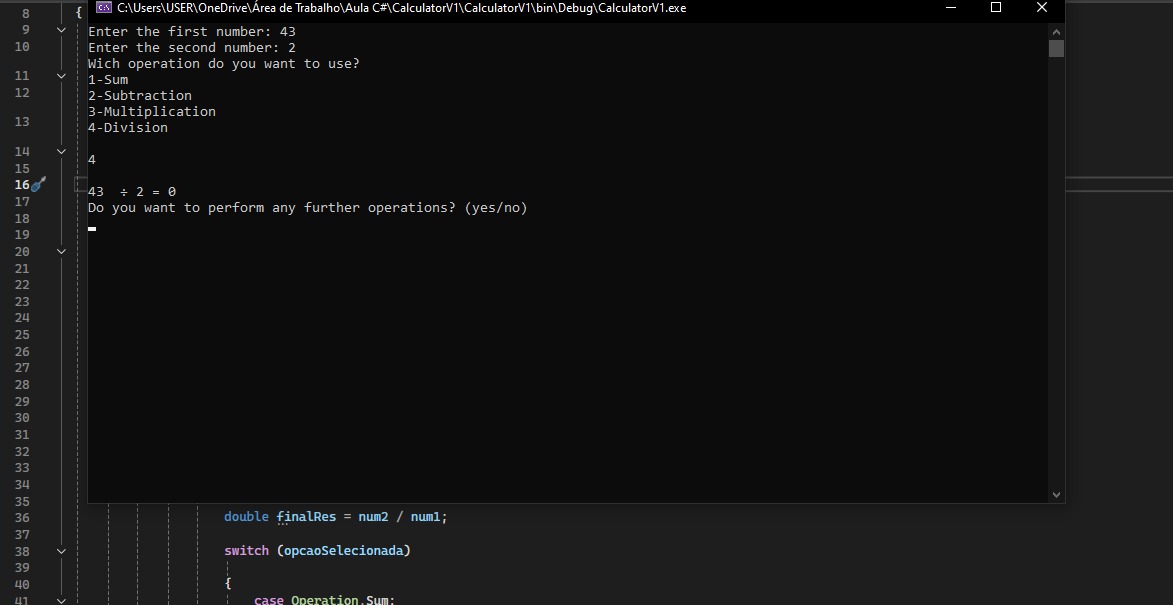 C:\Users\USER\OneDrive\Área de Trabalho\Aula C#\CalculatorV1\CalculatorV1\bin\Debug\CalculatorV1.exe
8 {
9
10
11
12
13
14
15
16
17
18
19
20
21
22
23
24
25
26
27
28
29
30
31
32
33
34
35
Enter the first number: 43
Enter the second number: 2
Wich operation do you want to use?
1-Sum
2-Subtraction
3-Multiplication
4-Division
4
43  ÷ 2 = 0
Do you want to perform any further operations? (yes/no)
36 double finalRes = num2 / num1;
37
38 switch (opcaoSelecionada)
39
40 {
41 case Operation.Sum: